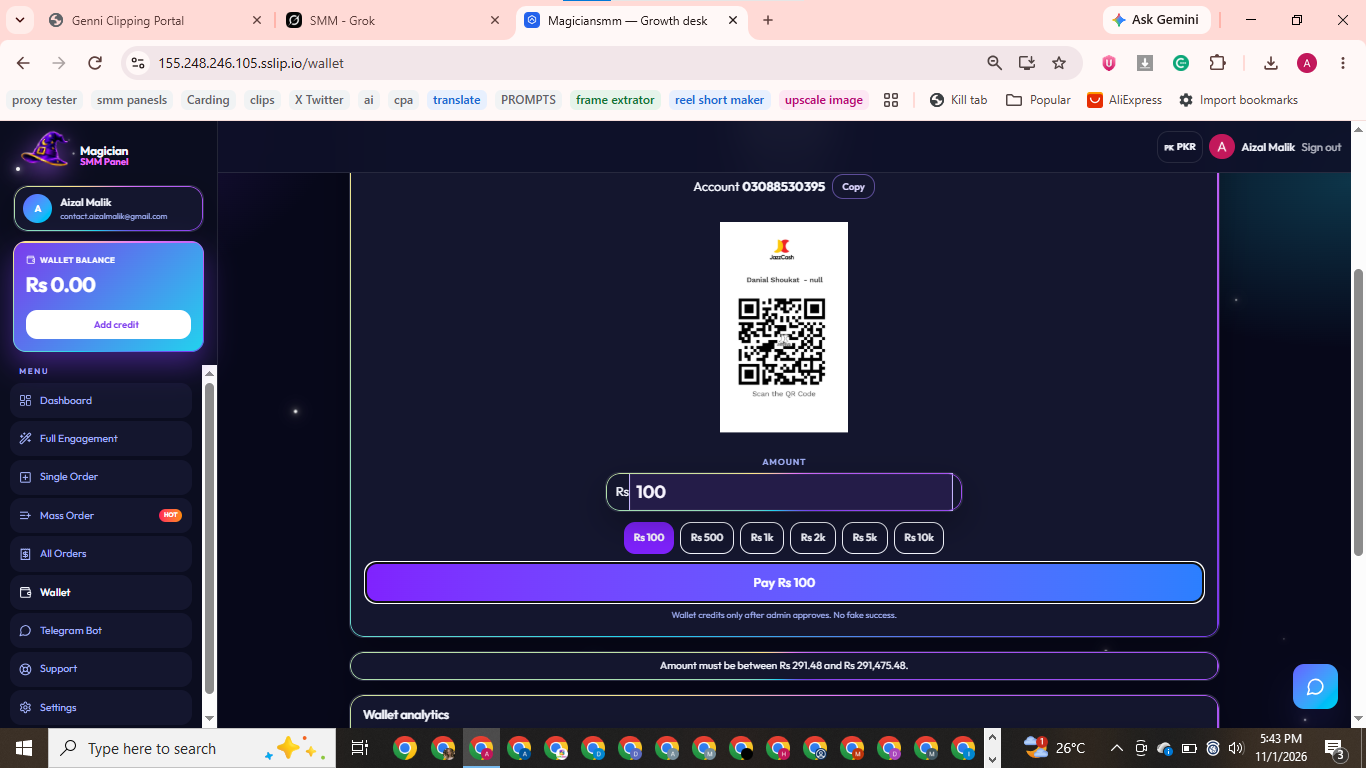 Genni Clipping Portal
SMM - Grok
Magiciansmm — Growth desk
Ask Gemini
155.248.246.105.sslip.io/wallet
A
proxy tester
smm panesls
Carding
clips
X Twitter
ai
cpa
translate
PROMPTS
frame extrator
reel short maker
upscale image
Kill tab
Popular
AliExpress
Import bookmarks
Magician
SMM Panel
PK PKR
A
Aizal Malik
Sign out
A
Aizal Malik
contact.aizalmalik@gmail.com
WALLET BALANCE
Rs 0.00
Add credit
MENU
Dashboard
Full Engagement
Single Order
Mass Order
HOT
All Orders
Wallet
Telegram Bot
Support
Settings
Account 03088530395
Copy
JazzCash
Danial Shoukat - null
Scan the QR Code
AMOUNT
Rs
100
Rs 100
Rs 500
Rs 1k
Rs 2k
Rs 5k
Rs 10k
Pay Rs 100
Wallet credits only after admin approves. No fake success.
Amount must be between Rs 291.48 and Rs 291,475.48.
Wallet analytics
Type here to search
1
26°C
5:43 PM
11/1/2026
3